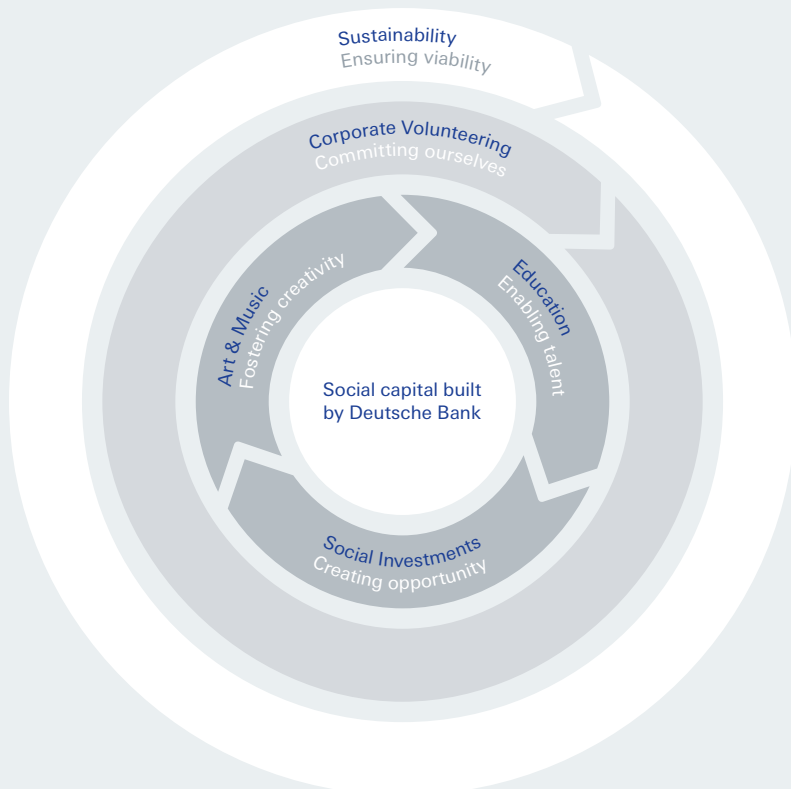 Sustainability
Ensuring viability
Corporate Volunteering
Committing ourselves
Education
Enabling talent
Art & Music
Fostering creativity
Social capital built
by Deutsche Bank
Social Investments
Creating opportunity